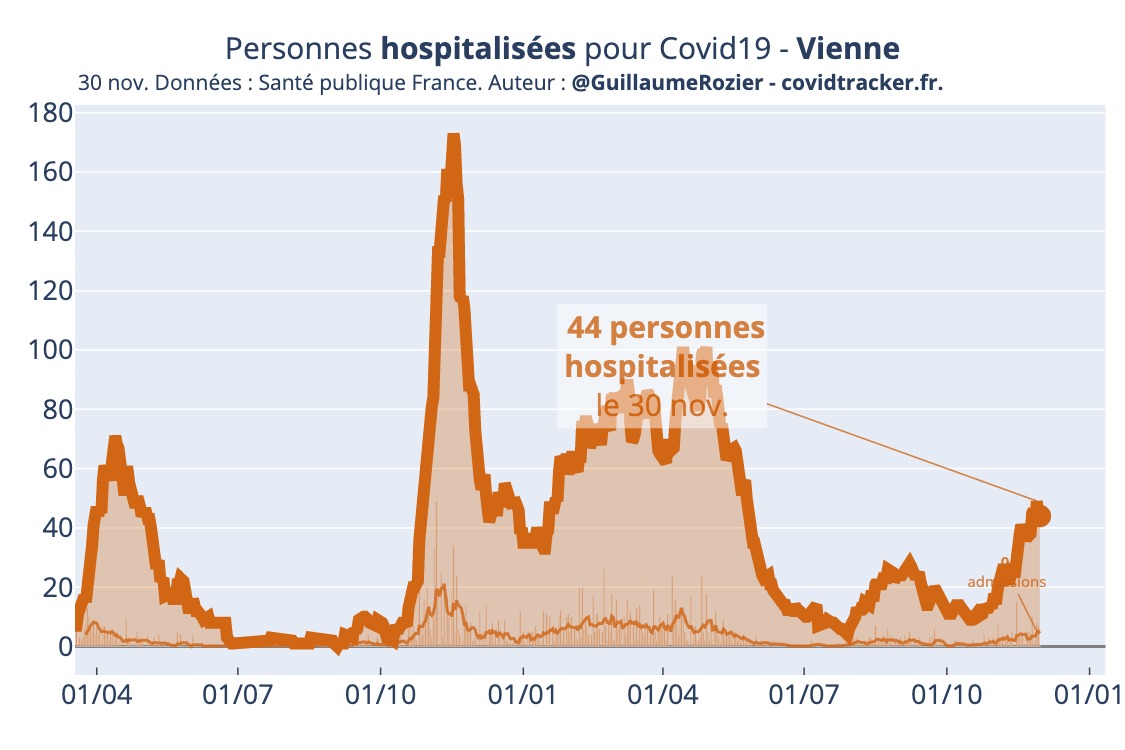 Personnes hospitalisées pour Covid19 - Vienne
30 nov. Données : Santé publique France. Auteur : @GuillaumeRozier - covidtracker.fr.
180
160
140
120
100
80
60
40
20
0
44 personnes
hospitalisées
le 30 nov.
admissions
01/04 01/07 01/10 01/01 01/04 01/07 01/10 01/01